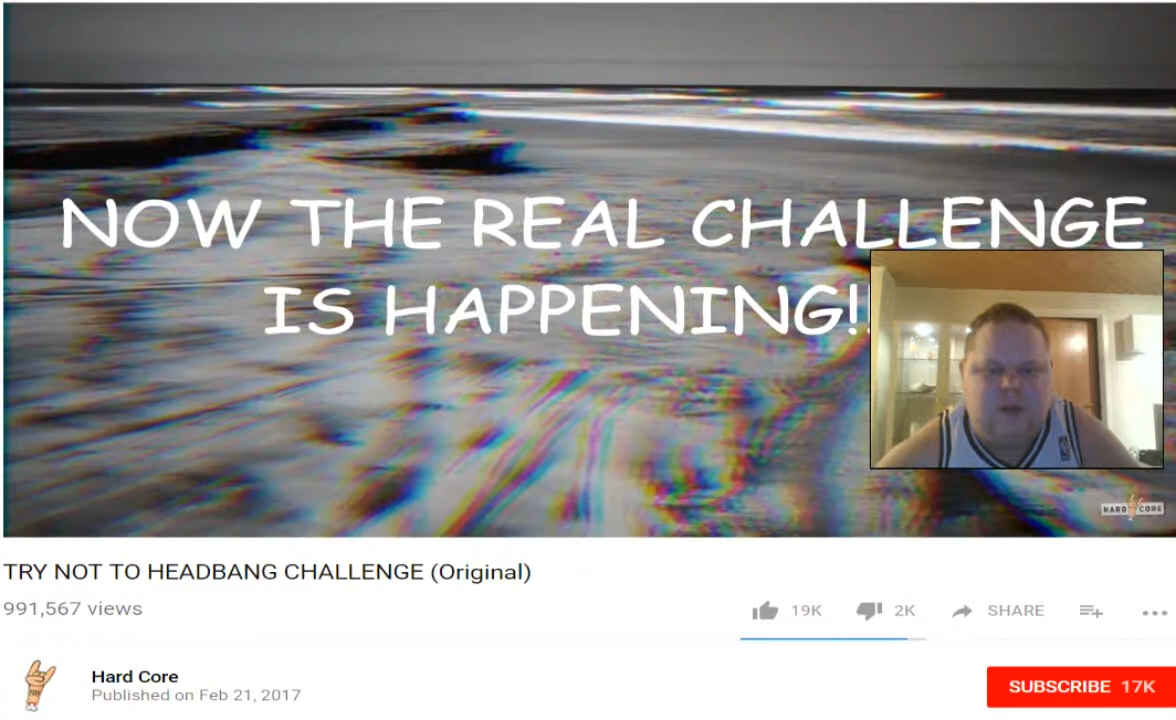 NOW THE REAL CHALLENGE
IS HAPPENING!!
HARD CORE
TRY NOT TO HEADBANG CHALLENGE (Original)
991,567 views
19K 2K SHARE
Hard Core
Published on Feb 21, 2017
SUBSCRIBE 17K